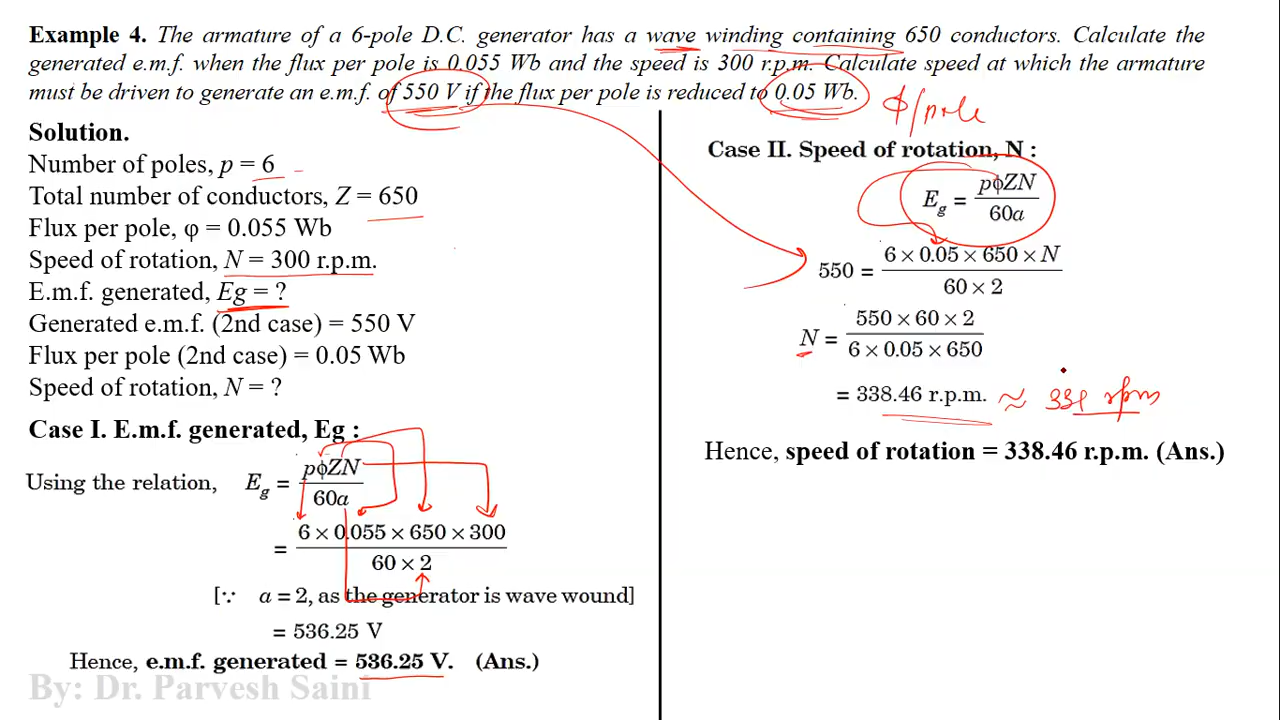 Example 4. The armature of a 6-pole D.C. generator has a wave winding containing 650 conductors. Calculate the
generated e.m.f. when the flux per pole is 0.055 Wb and the speed is 300 r.p.m. Calculate speed at which the armature
must be driven to generate an e.m.f. of 550 V if the flux per pole is reduced to 0.05 Wb.
ϕ/pole
Solution.
Number of poles, p = 6
Total number of conductors, Z = 650
Flux per pole, φ = 0.055 Wb
Speed of rotation, N = 300 r.p.m.
E.m.f. generated, Eg = ?
Generated e.m.f. (2nd case) = 550 V
Flux per pole (2nd case) = 0.05 Wb
Speed of rotation, N = ?
Case I. E.m.f. generated, Eg :
Using the relation, Eg = pϕZN / 60a
= 6 × 0.055 × 650 × 300 / 60 × 2
[∵ a = 2, as the generator is wave wound]
= 536.25 V
Hence, e.m.f. generated = 536.25 V. (Ans.)
By: Dr. Parvesh Saini
Case II. Speed of rotation, N :
Eg = pϕZN / 60a
550 = 6 × 0.05 × 650 × N / 60 × 2
N = 550 × 60 × 2 / 6 × 0.05 × 650
= 338.46 r.p.m. ≈ rpm
Hence, speed of rotation = 338.46 r.p.m. (Ans.)